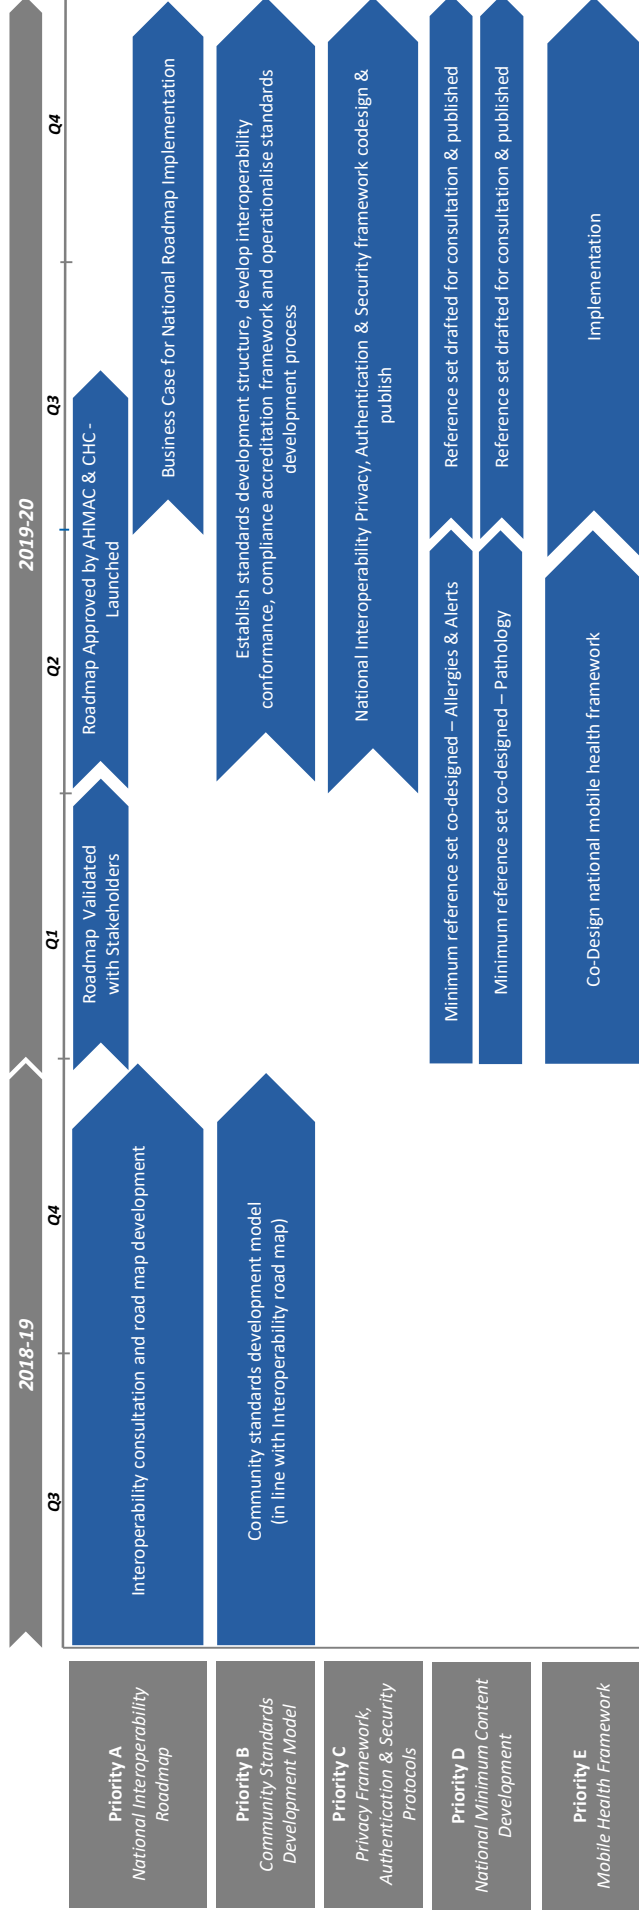 2018-19
2019-20
Q3
Q4
Q1
Q2
Q3
Q4
Priority A
National Interoperability
Roadmap
Interoperability consultation and road map development
Roadmap  Validated
with Stakeholders
Roadmap Approved by AHMAC & CHC -
Launched
Business Case for National Roadmap Implementation
Priority B
Community Standards
Development Model
Community standards development model
(in line with Interoperability road map)
Establish standards development structure, develop interoperability
conformance, compliance accreditation framework and operationalise standards
development process
Priority C
Privacy Framework,
Authentication & Security
Protocols
National Interoperability Privacy, Authentication & Security framework codesign &
publish
Priority D
National Minimum Content
Development
Minimum reference set co-designed – Allergies & Alerts
Reference set drafted for consultation & published
Minimum reference set co-designed – Pathology
Reference set drafted for consultation & published
Priority E
Mobile Health Framework
Co-Design national mobile health framework
Implementation